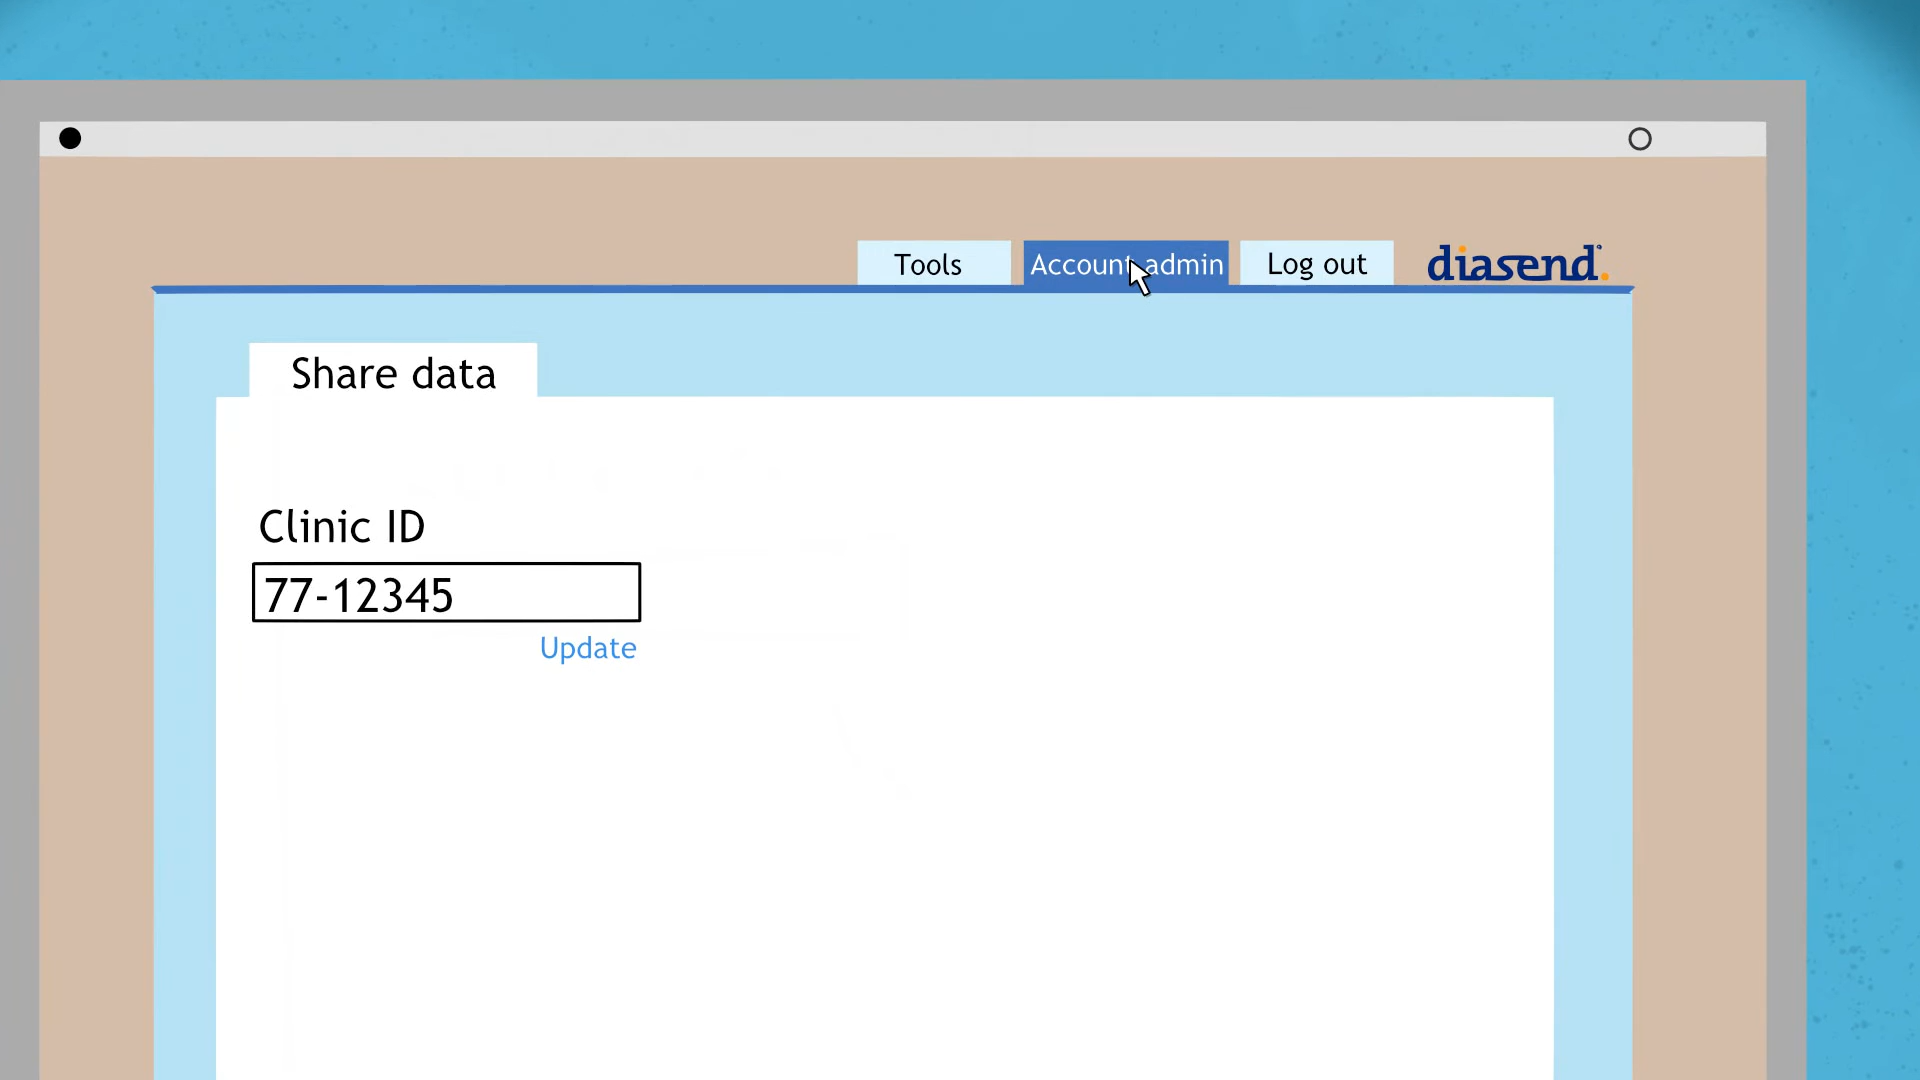 Tools Account admin Log out diasend
Share data
Clinic ID
77-12345
Update